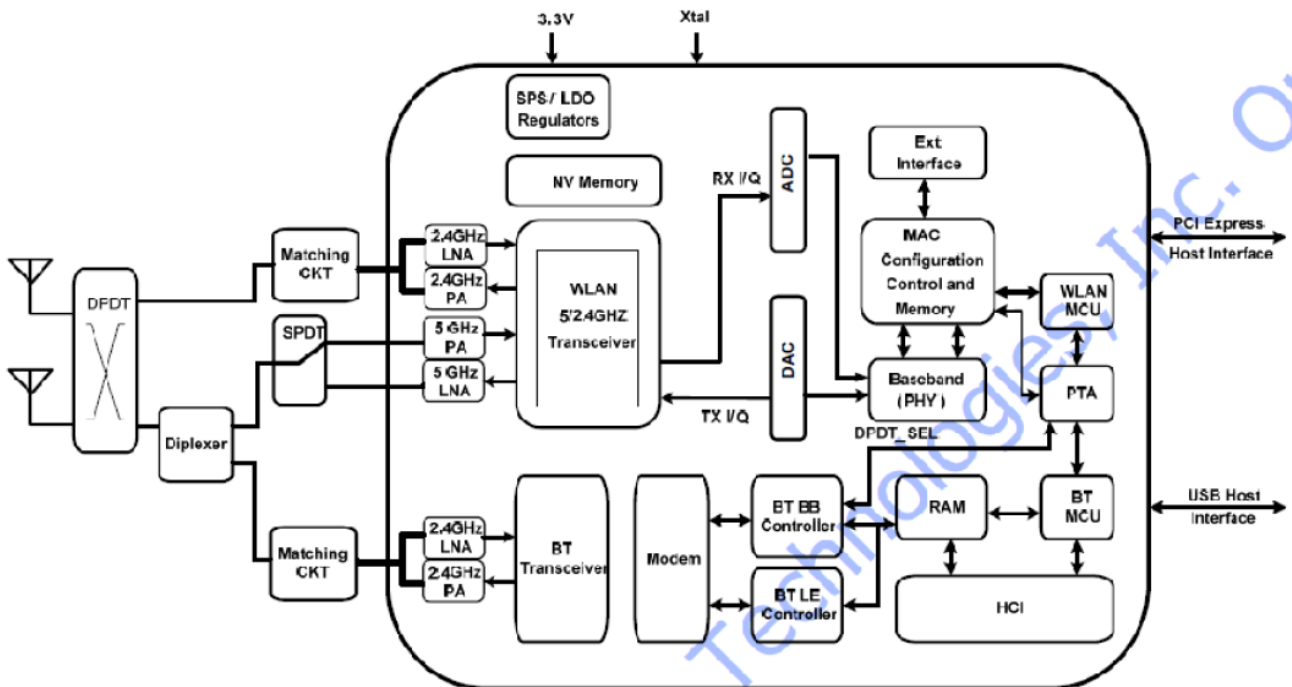 3.3V
Xtal
SPS/ LDO
Regulators
NV Memory
RX I/Q
ADC
Ext
Interface
MAC
Configuration
Control and
Memory
PCI Express
Host Interface
WLAN
MCU
Matching
CKT
2.4GHz
LNA
2.4GHz
PA
WLAN
5/2.4GHZ
Transceiver
DPDT
SPDT
5 GHz
PA
5 GHz
LNA
DAC
Baseband
(PHY)
PTA
TX I/Q
DPDT_SEL
Diplexer
BT BB
Controller
RAM
BT
MCU
USB Host
Interface
Matching
CKT
2.4GHz
LNA
2.4GHz
PA
BT
Transceiver
Modem
BT LE
Controller
HCI
Technologies, Inc.